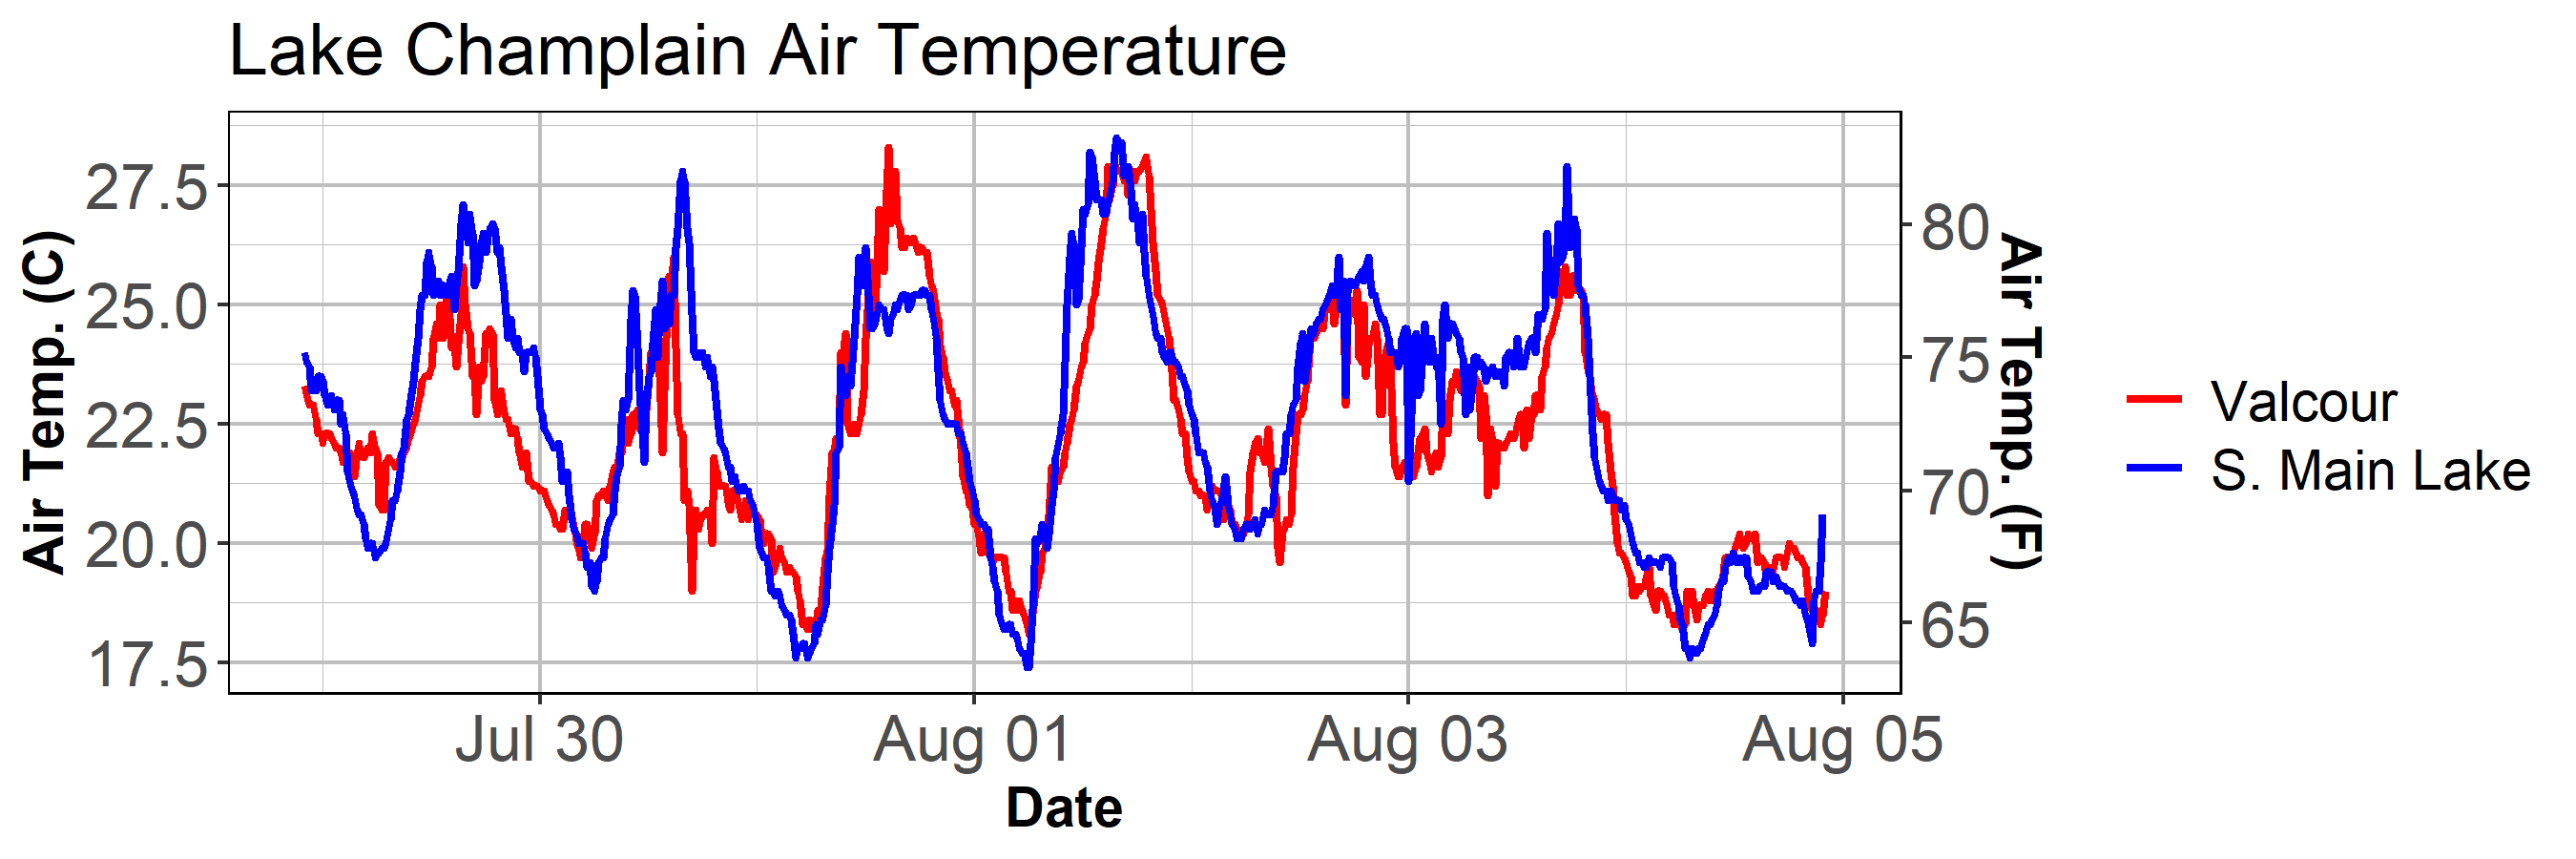 Lake Champlain Air Temperature
Air Temp. (C)
27.5
25.0
22.5
20.0
17.5
80
75
70
65
Air Temp. (F)
Jul 30
Aug 01
Aug 03
Aug 05
Date
Valcour
S. Main Lake